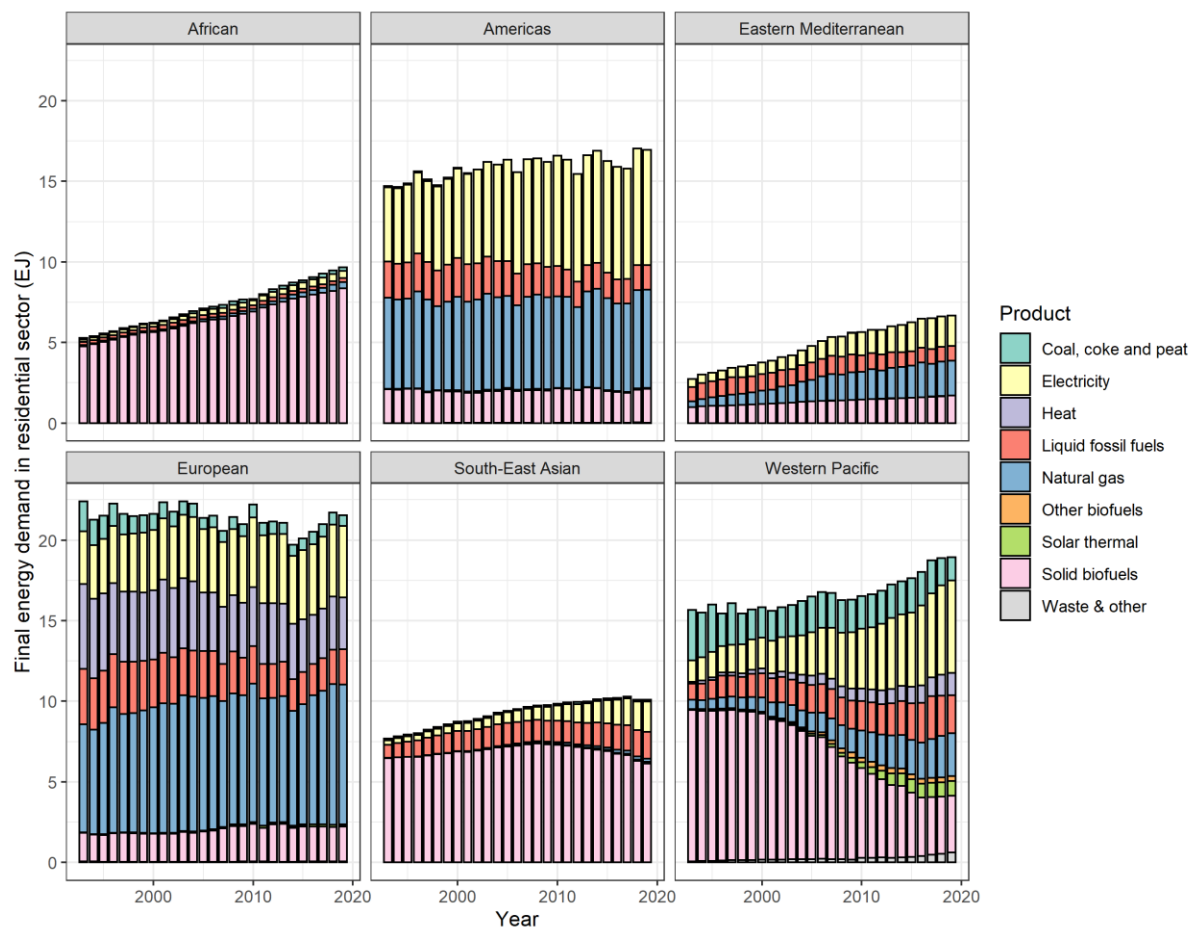 African
Americas
Eastern Mediterranean
20
15
10
5
0
European
South-East Asian
Western Pacific
20
15
10
5
0
2000
2010
2020
2000
2010
2020
2000
2010
2020
Year
Final energy demand in residential sector (EJ)
Product
Coal, coke and peat
Electricity
Heat
Liquid fossil fuels
Natural gas
Other biofuels
Solar thermal
Solid biofuels
Waste & other